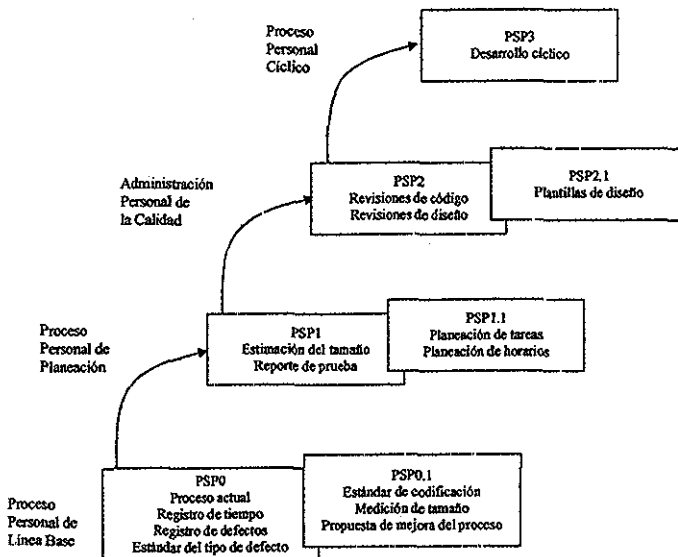 Proceso
Personal
Cíclico
PSP3
Desarrollo cíclico
Administración
Personal de
la Calidad
PSP2
Revisiones de código
Revisiones de diseño
PSP2.1
Plantillas de diseño
Proceso
Personal de
Planeación
PSP1
Estimación del tamaño
Reporte de prueba
PSP1.1
Planeación de tareas
Planeación de horarios
Proceso
Personal de
Línea Base
PSP0
Proceso actual
Registro de tiempo
Registro de defectos
Estándar del tipo de defecto
PSP0.1
Estándar de codificación
Medición de tamaño
Propuesta de mejora del proceso